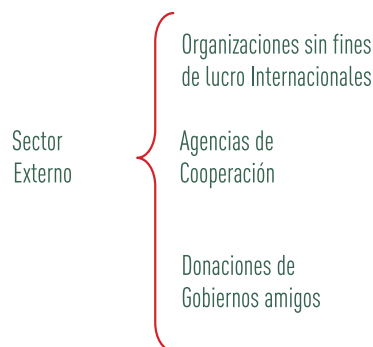 Organizaciones sin fines
de lucro Internacionales
Sector
Externo
Agencias de
Cooperación
Donaciones de
Gobiernos amigos